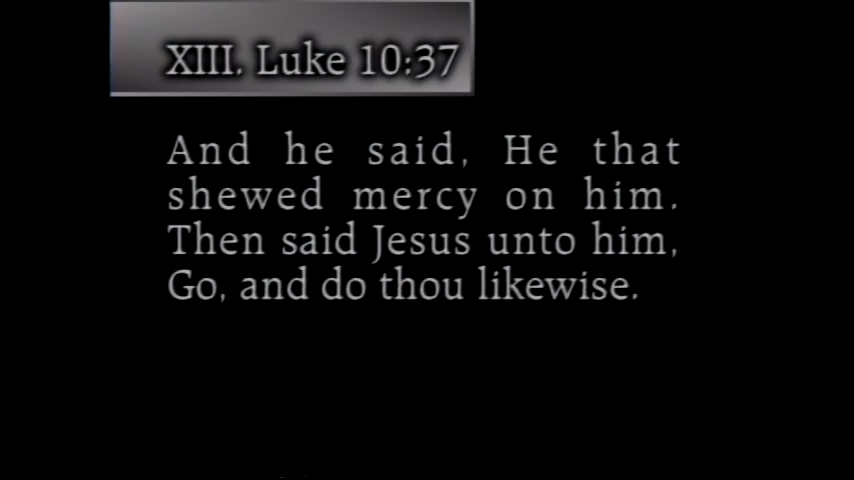 XIII. Luke 10:37
And he said, He that
shewed mercy on him.
Then said Jesus unto him,
Go, and do thou likewise.